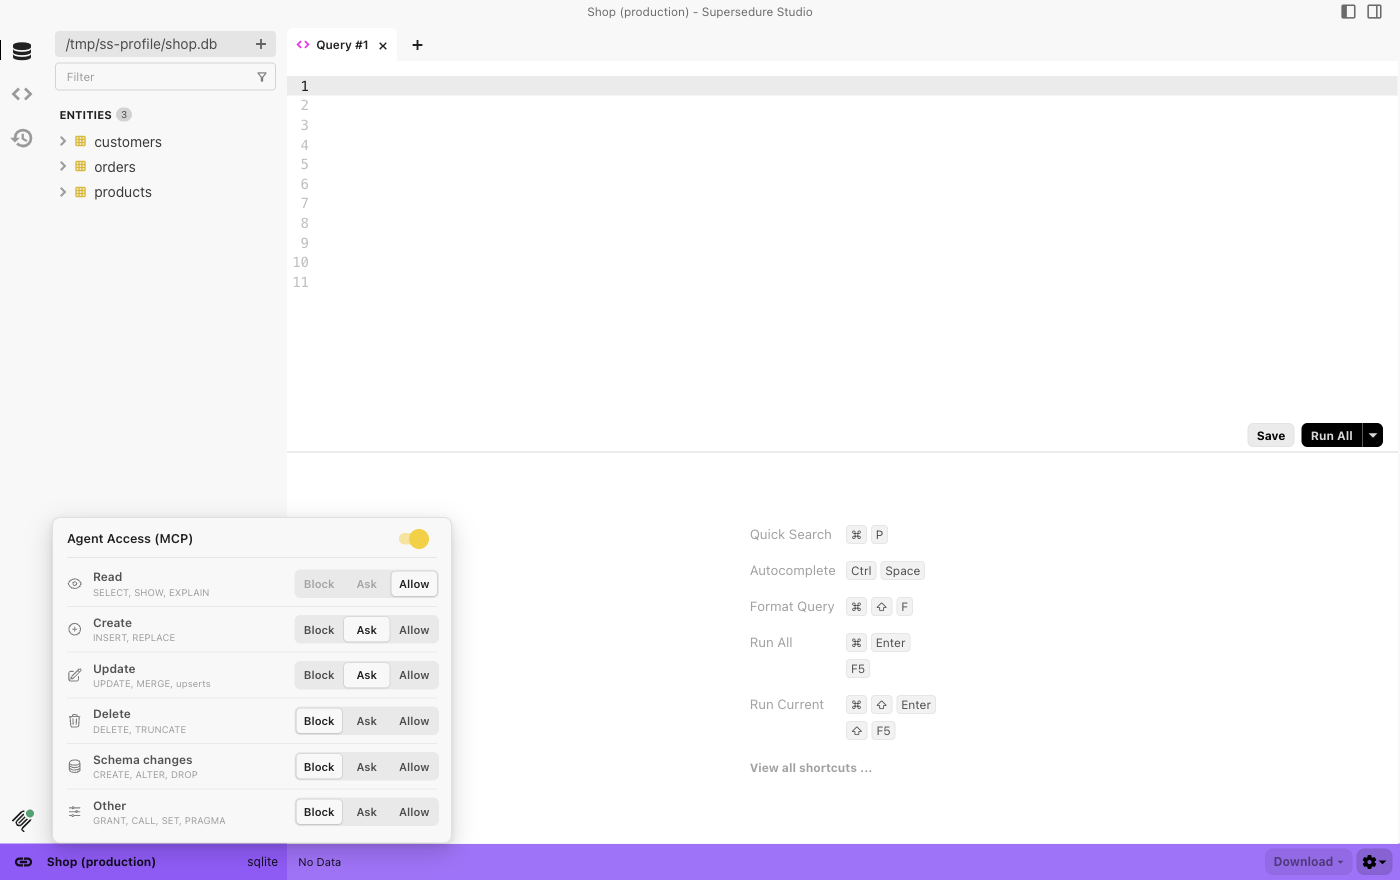 Shop (production) - Supersedure Studio
/tmp/ss-profile/shop.db
Filter
ENTITIES 3
customers
orders
products
Query #1
1
2
3
4
5
6
7
8
9
10
11
Save
Run All
Quick Search ⌘ P
Autocomplete Ctrl Space
Format Query ⌘ ⇧ F
Run All ⌘ Enter
F5
Run Current ⌘ ⇧ Enter
⇧ F5
View all shortcuts ...
Agent Access (MCP)
Read
SELECT, SHOW, EXPLAIN
Block Ask Allow
Create
INSERT, REPLACE
Block Ask Allow
Update
UPDATE, MERGE, upserts
Block Ask Allow
Delete
DELETE, TRUNCATE
Block Ask Allow
Schema changes
CREATE, ALTER, DROP
Block Ask Allow
Other
GRANT, CALL, SET, PRAGMA
Block Ask Allow
Shop (production) sqlite No Data Download